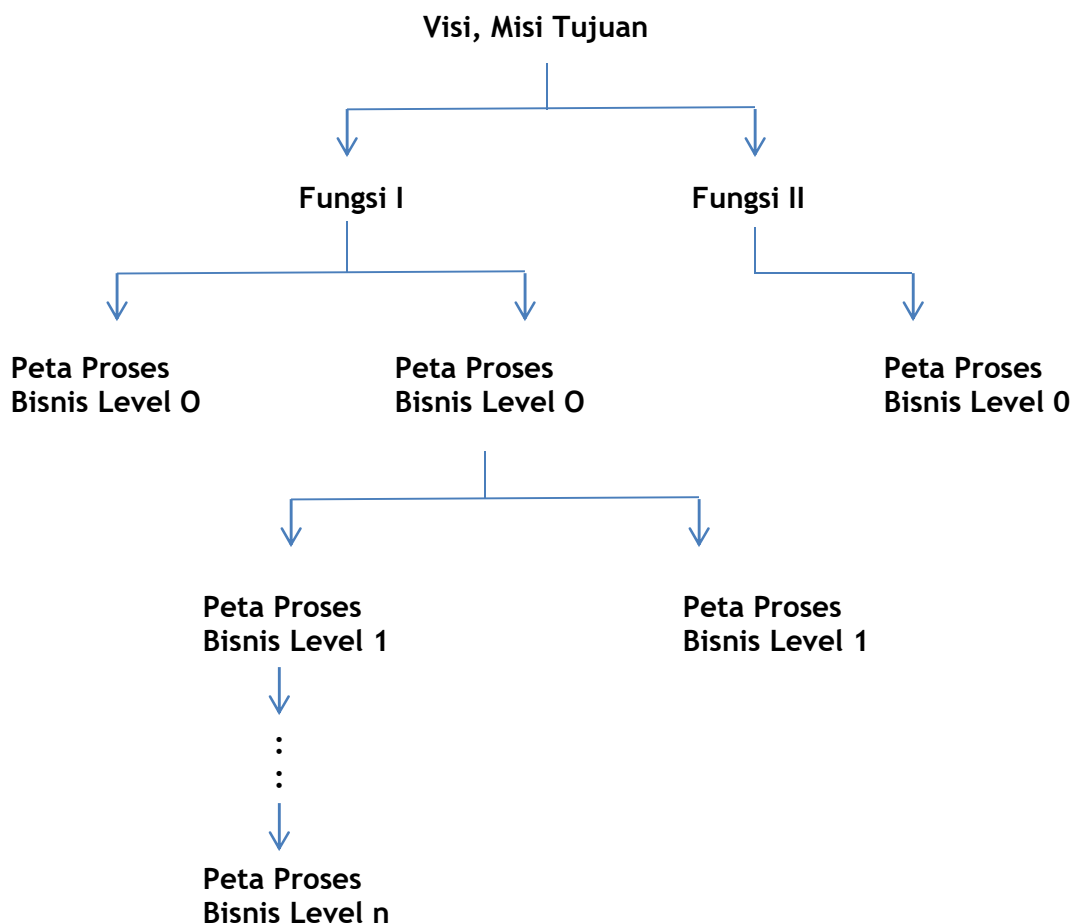 Visi, Misi Tujuan
Fungsi I
Fungsi II
Peta Proses
Bisnis Level O
Peta Proses
Bisnis Level O
Peta Proses
Bisnis Level 0
Peta Proses
Bisnis Level 1
Peta Proses
Bisnis Level 1
:
:
Peta Proses
Bisnis Level n